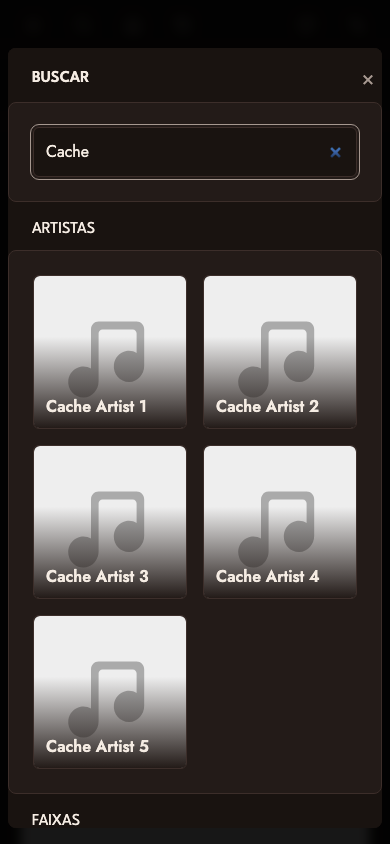 BUSCAR
Cache
ARTISTAS
Cache Artist 1
Cache Artist 2
Cache Artist 3
Cache Artist 4
Cache Artist 5
FAIXAS